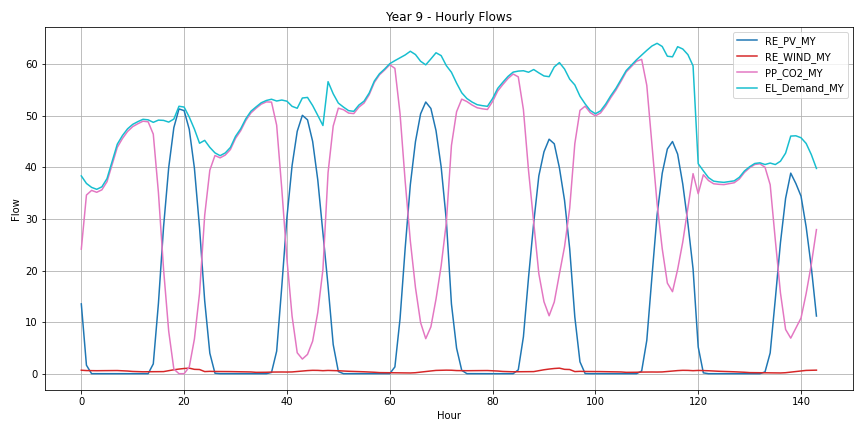 Year 9 - Hourly Flows
RE_PV_MY
RE_WIND_MY
PP_CO2_MY
EL_Demand_MY
Flow
60
50
40
30
20
10
0
0 20 40 60 80 100 120 140
Hour